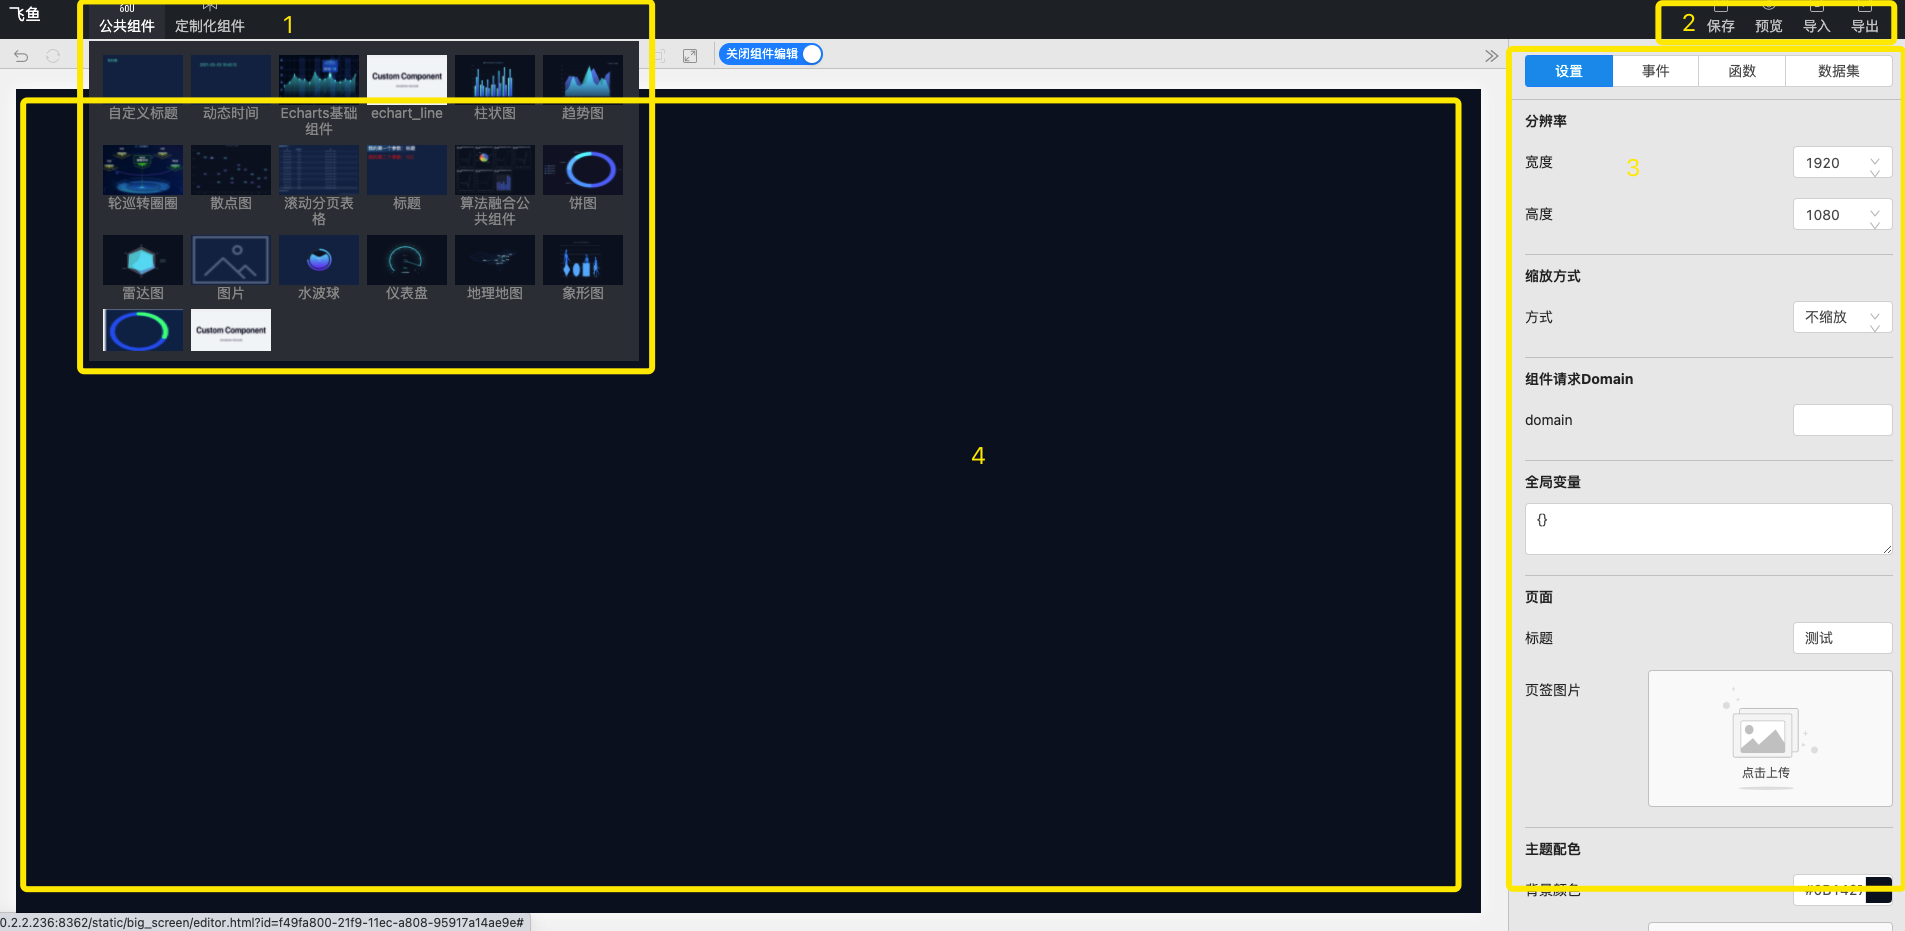 飞鱼
公共组件
定制化组件
1
2
保存
预览
导入
导出
关闭组件编辑
自定义标题
动态时间
Echarts基础
组件
Custom Component
echart_line
柱状图
趋势图
轮巡转圈圈
散点图
滚动分页表
格
标题
算法融合公
共组件
饼图
雷达图
图片
水波球
仪表盘
地理地图
象形图
Custom Component
4
设置
事件
函数
数据集
分辨率
3
宽度
1920
高度
1080
缩放方式
方式
不缩放
组件请求Domain
domain
全局变量
{}
页面
标题
测试
页签图片
点击上传
主题配色
背景颜色
0.2.2.236:8362/static/big_screen/editor.html?id=f49fa800-21f9-11ec-a808-95917a14ae9e#